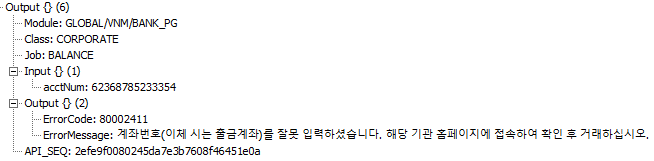 Output {} (6)
Module: GLOBAL/VNM/BANK_PG
Class: CORPORATE
Job: BALANCE
Input {} (1)
acctNum: 62368785233354
Output {} (2)
ErrorCode: 80002411
ErrorMessage: 계좌번호(이체 시는 출금계좌)를 잘못 입력하셨습니다. 해당 기관 홈페이지에 접속하여 확인 후 거래하십시오.
API_SEQ: 2efe9f0080245da7e3b7608f46451e0a